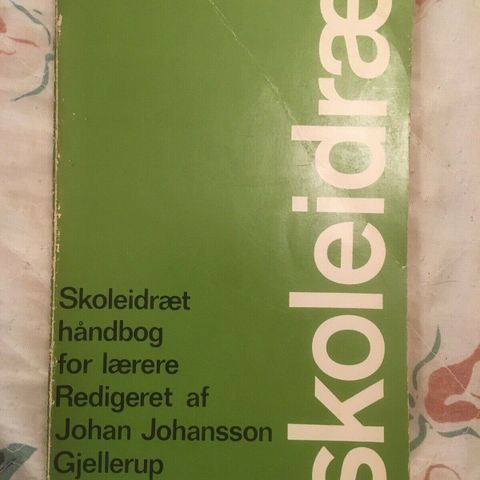 skoleidræ
Skoleidræt
håndbog
for lærere
Redigeret af
Johan Johansson
Gjellerup